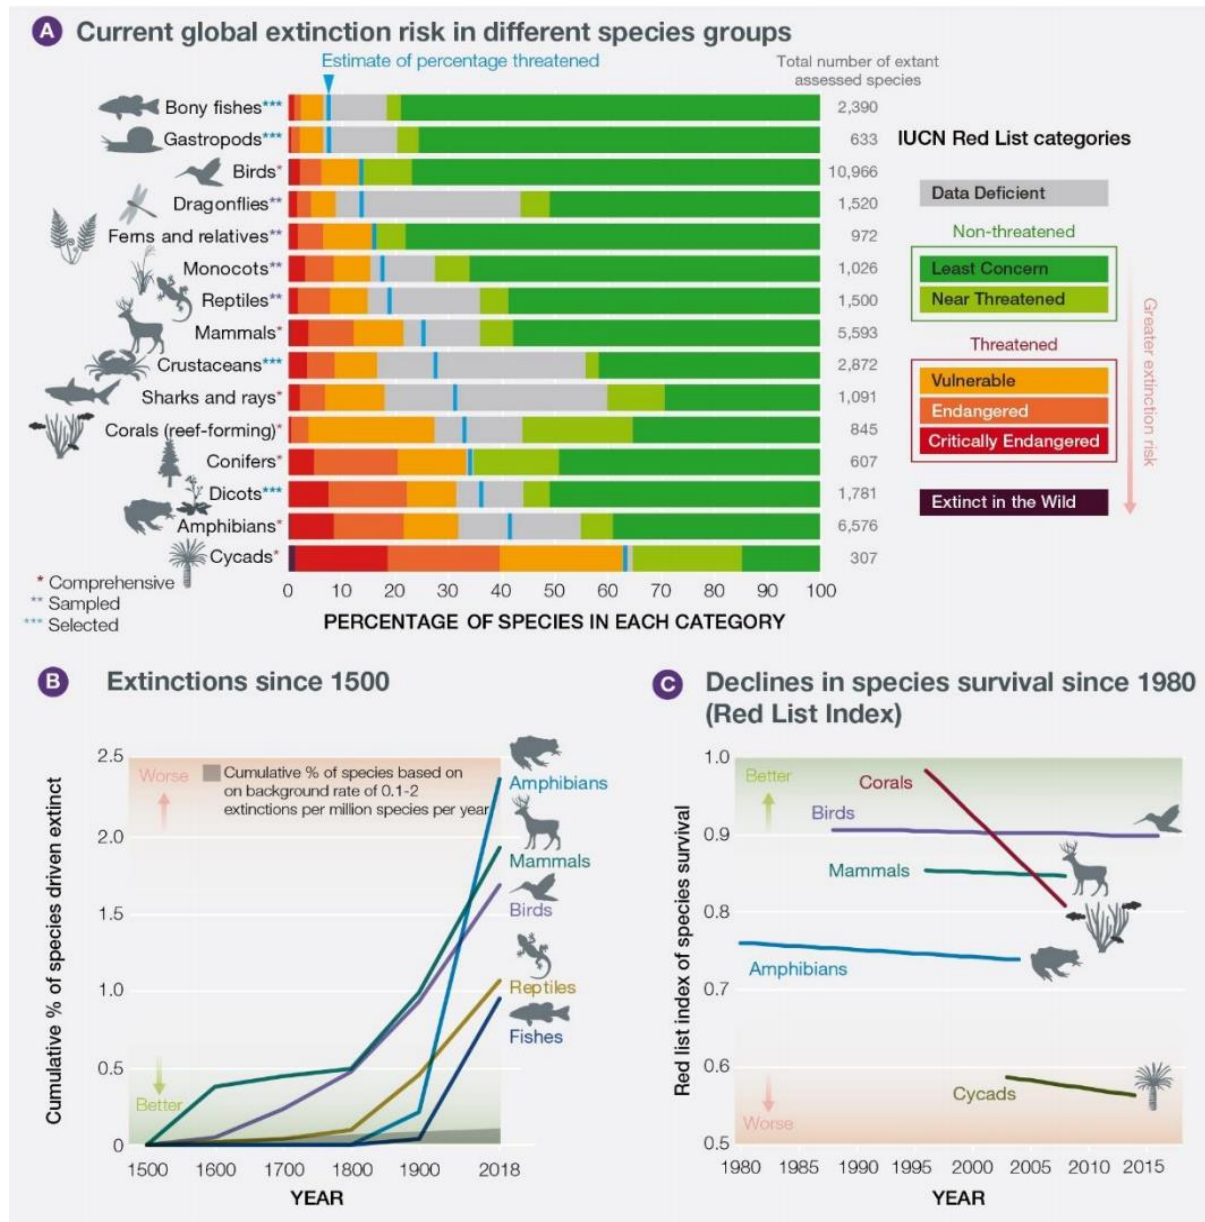 A Current global extinction risk in different species groups
Estimate of percentage threatened
Total number of extant
assessed species
Bony fishes*** 2,390
Gastropods*** 633
Birds* 10,966
Dragonflies** 1,520
Ferns and relatives** 972
Monocots** 1,026
Reptiles** 1,500
Mammals* 5,593
Crustaceans*** 2,872
Sharks and rays* 1,091
Corals (reef-forming)* 845
Conifers* 607
Dicots*** 1,781
Amphibians* 6,576
Cycads* 307
0 10 20 30 40 50 60 70 80 90 100
PERCENTAGE OF SPECIES IN EACH CATEGORY
* Comprehensive
** Sampled
*** Selected
IUCN Red List categories
Data Deficient
Non-threatened
Least Concern
Near Threatened
Threatened
Vulnerable
Endangered
Critically Endangered
Extinct in the Wild
Greater extinction risk
B Extinctions since 1500
Cumulative % of species driven extinct
2.5
2.0
1.5
1.0
0.5
0
Worse
Cumulative % of species based on
on background rate of 0.1-2
extinctions per million species per year
Better
Amphibians
Mammals
Birds
Reptiles
Fishes
1500 1600 1700 1800 1900 2018
YEAR
C Declines in species survival since 1980
(Red List Index)
Red list index of species survival
1.0
0.9
0.8
0.7
0.6
0.5
Better
Corals
Birds
Mammals
Amphibians
Cycads
Worse
1980 1985 1990 1995 2000 2005 2010 2015
YEAR